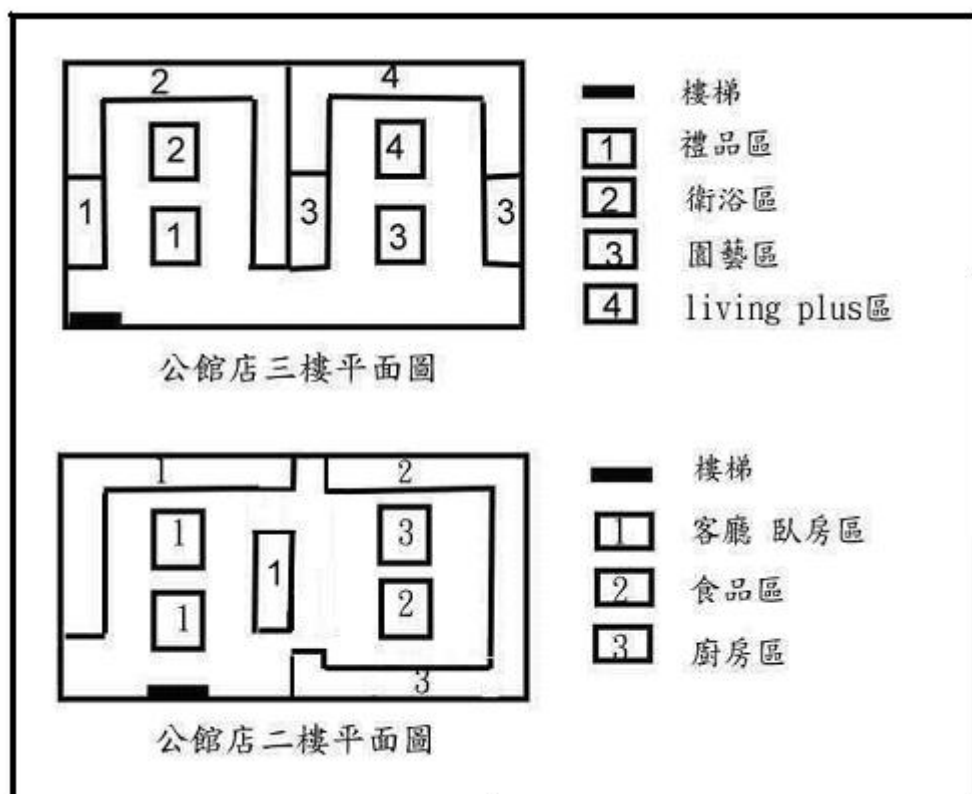 2 4
2 4
1 1 3 3 3
公館店三樓平面圖
樓梯
1 禮品區
2 衛浴區
3 園藝區
4 living plus區
1 2
1 3
1
1 2
3
公館店二樓平面圖
樓梯
1 客廳 臥房區
2 食品區
3 廚房區